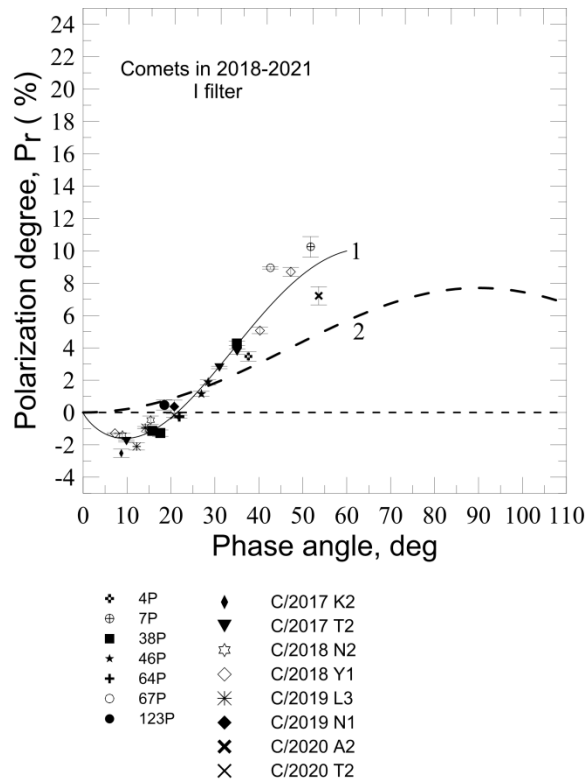 24
22
20
18
16
14
12
10
8
6
4
2
0
-2
-4
Polarization degree, Pr ( %)
Comets in 2018-2021
I filter
1
2
0 10 20 30 40 50 60 70 80 90 100 110
Phase angle, deg
4P
7P
38P
46P
64P
67P
123P
C/2017 K2
C/2017 T2
C/2018 N2
C/2018 Y1
C/2019 L3
C/2019 N1
C/2020 A2
C/2020 T2